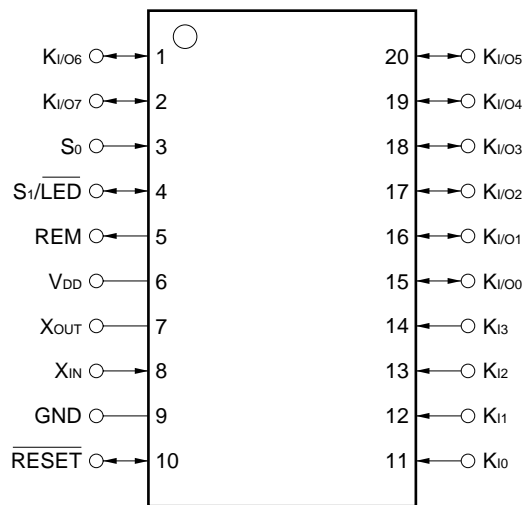 KI/O6 1 20 KI/O5
KI/O7 2 19 KI/O4
S0 3 18 KI/O3
S1/L̅E̅D̅ 4 17 KI/O2
REM 5 16 KI/O1
VDD 6 15 KI/O0
XOUT 7 14 KI3
XIN 8 13 KI2
GND 9 12 KI1
R̅E̅S̅E̅T̅ 10 11 KI0